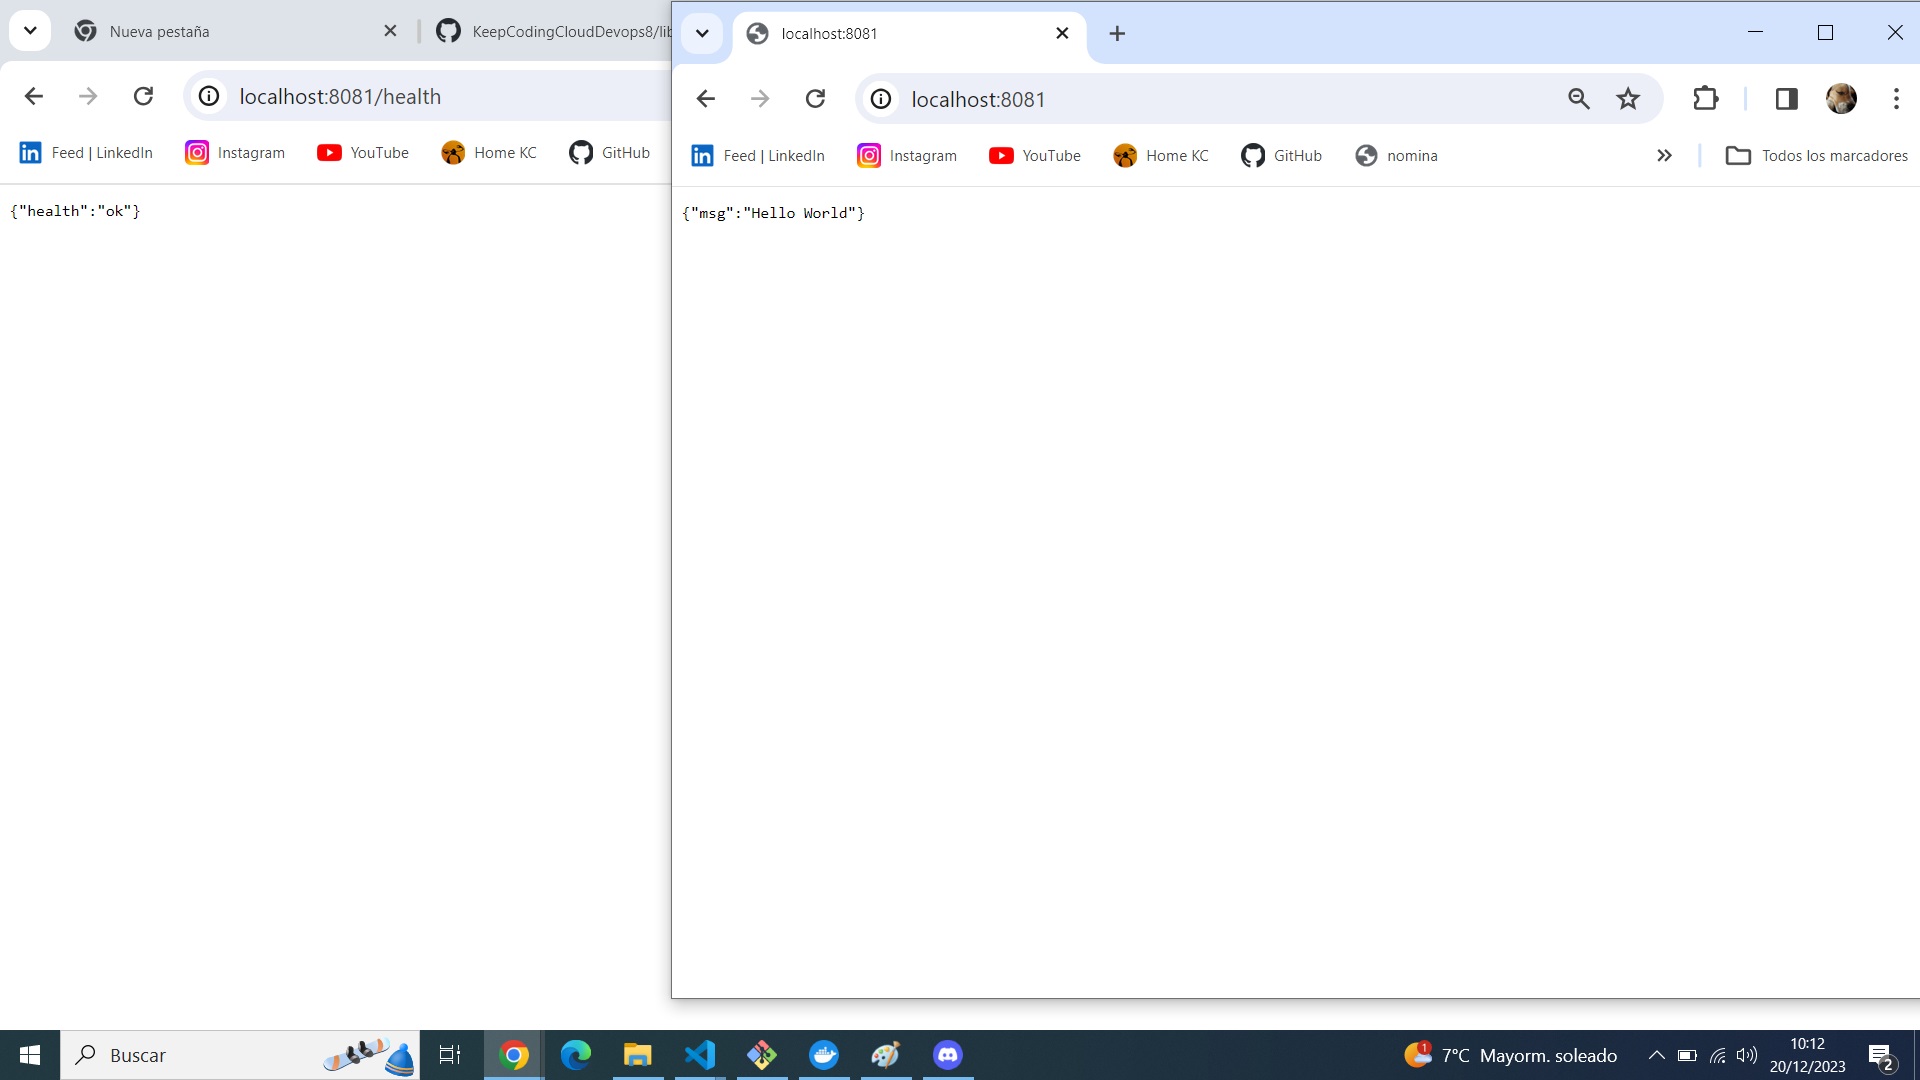 Nueva pestaña
KeepCodingCloudDevops8/lib
localhost:8081/health
Feed | LinkedIn
Instagram
YouTube
Home KC
GitHub
{"health":"ok"}
localhost:8081
localhost:8081
Feed | LinkedIn
Instagram
YouTube
Home KC
GitHub
nomina
Todos los marcadores
{"msg":"Hello World"}
Buscar
1
7°C Mayorm. soleado
10:12
20/12/2023
2